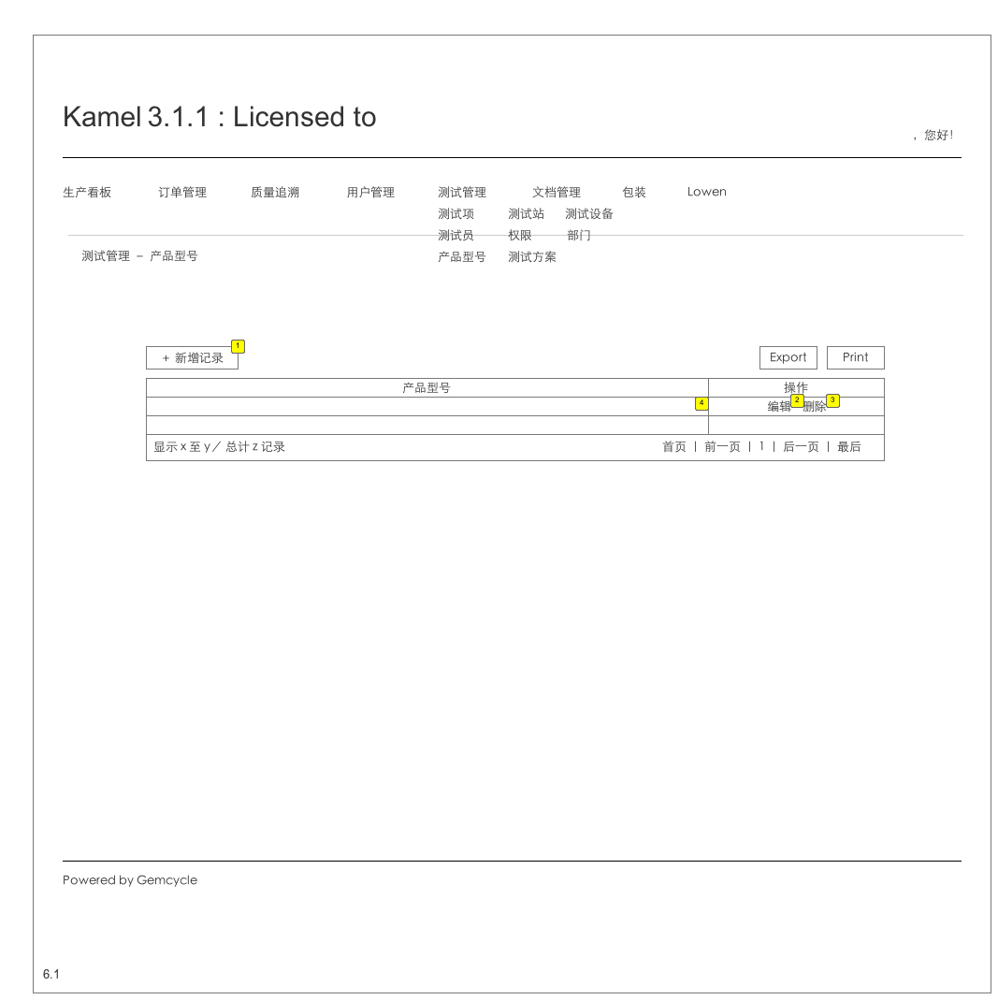 Kamel 3.1.1 : Licensed to
，您好！
生产看板 订单管理 质量追溯 用户管理 测试管理 文档管理 包装 Lowen
测试项 测试站 测试设备
测试员 权限 部门
测试管理 – 产品型号
产品型号 测试方案
+ 新增记录 1
Export Print
产品型号 操作
4 编辑 2 删除 3
显示 x 至 y／ 总计 z 记录 首页 | 前一页 | 1 | 后一页 | 最后
Powered by Gemcycle
6.1